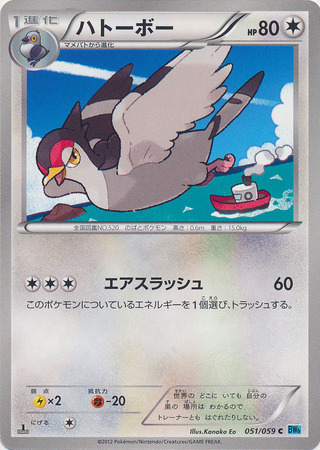 1進化
ハトーボー
HP80
マメパトから進化
全国図鑑NO.520 のばとポケモン 高さ:0.6m 重さ:15.0kg
エアスラッシュ 60
このポケモンについているエネルギーを1個選び、トラッシュする。
弱点 抵抗力
×2 -20
にげる
世界の どこに いても 自分の
巣の 場所は わかるので
トレーナーとも はぐれたりしない。
Illus.Kanako Eo
051/059 C
©2012 Pokémon/Nintendo/Creatures/GAME FREAK.